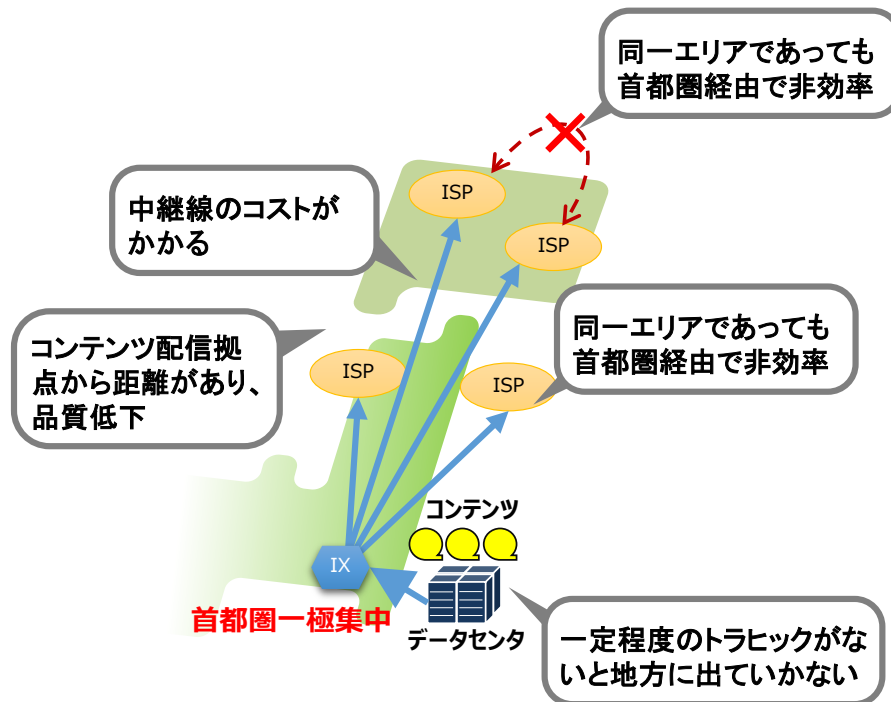 同一エリアであっても
首都圏経由で非効率
ISP
中継線のコストが
かかる
ISP
同一エリアであっても
首都圏経由で非効率
コンテンツ配信拠
点から距離があり、
品質低下
ISP
ISP
コンテンツ
IX
首都圏一極集中
データセンタ
一定程度のトラヒックがな
いと地方に出ていかない